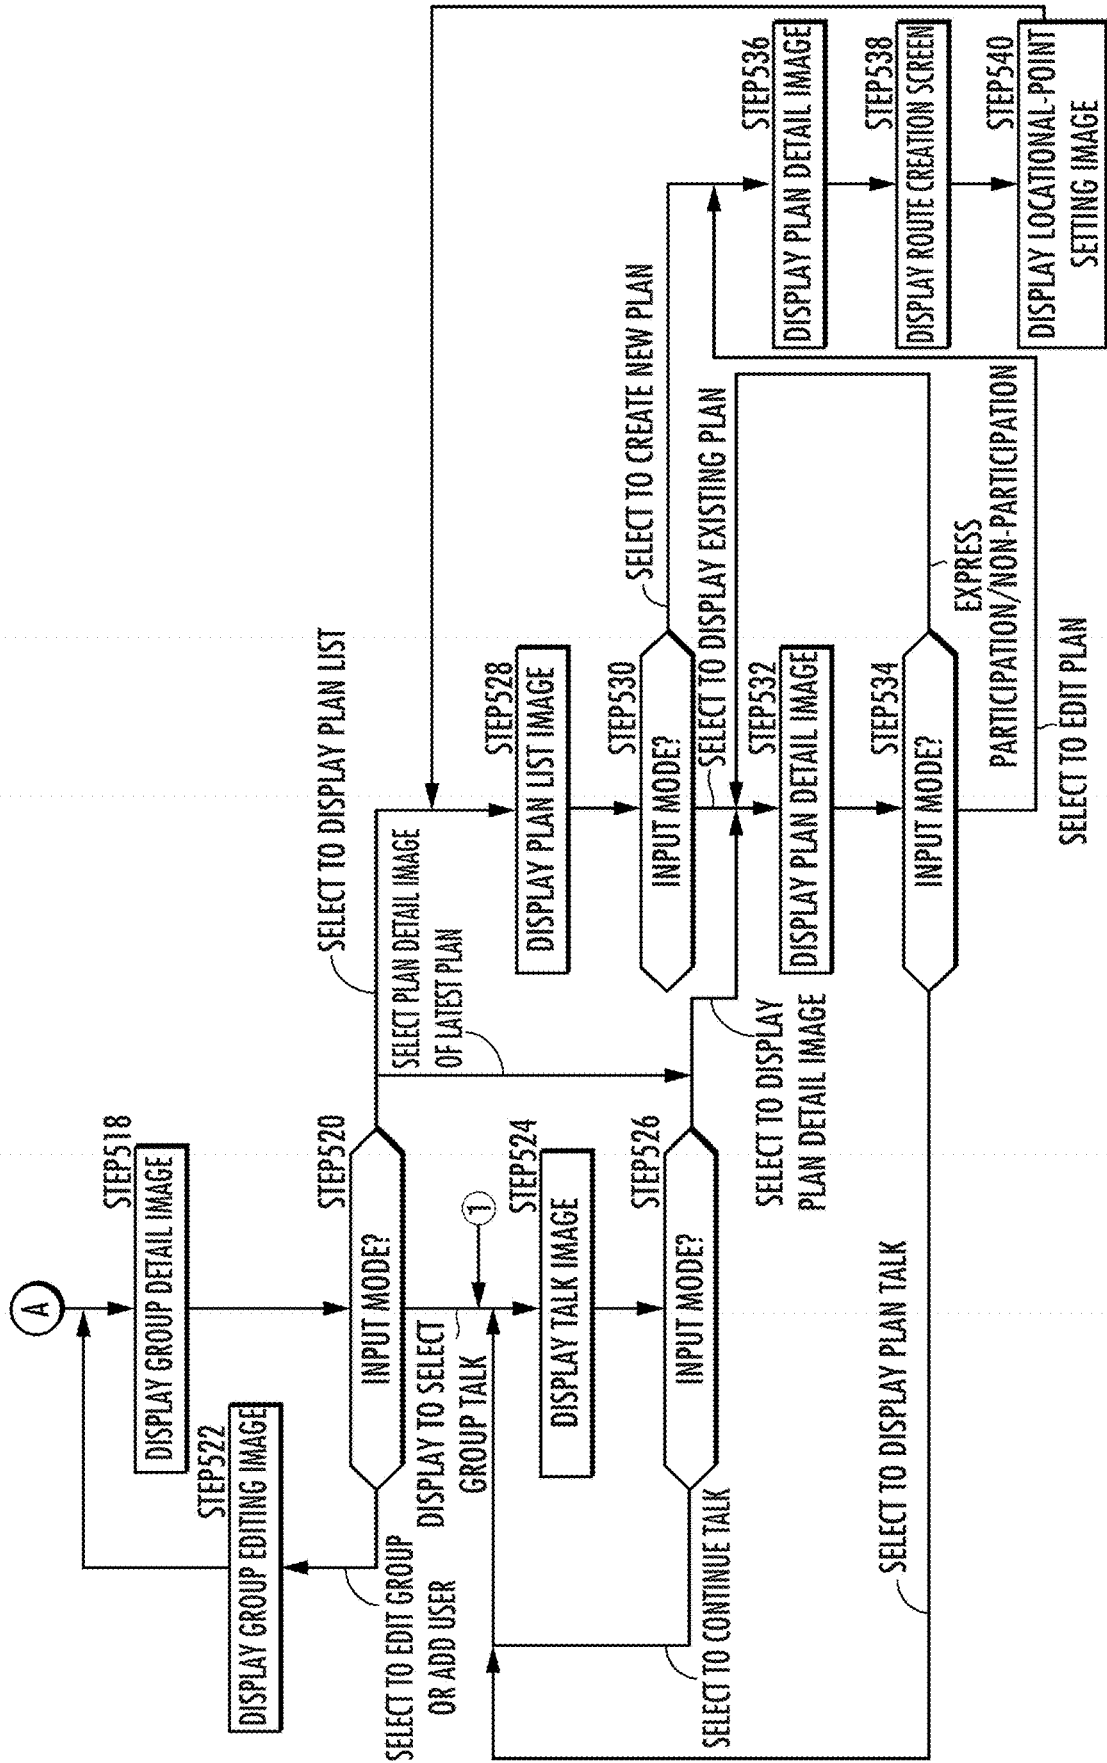 A
STEP518
DISPLAY GROUP DETAIL IMAGE
STEP522
DISPLAY GROUP EDITING IMAGE
STEP520
INPUT MODE?
SELECT TO EDIT GROUP
OR ADD USER
DISPLAY TO SELECT
GROUP TALK
1
STEP524
DISPLAY TALK IMAGE
STEP526
INPUT MODE?
SELECT TO CONTINUE TALK
SELECT TO DISPLAY PLAN LIST
SELECT PLAN DETAIL IMAGE
OF LATEST PLAN
SELECT TO DISPLAY
PLAN DETAIL IMAGE
STEP528
DISPLAY PLAN LIST IMAGE
STEP530
INPUT MODE?
SELECT TO CREATE NEW PLAN
SELECT TO DISPLAY EXISTING PLAN
STEP532
DISPLAY PLAN DETAIL IMAGE
STEP534
INPUT MODE?
SELECT TO DISPLAY PLAN TALK
EXPRESS
PARTICIPATION/NON-PARTICIPATION
SELECT TO EDIT PLAN
STEP536
DISPLAY PLAN DETAIL IMAGE
STEP538
DISPLAY ROUTE CREATION SCREEN
STEP540
DISPLAY LOCATIONAL-POINT
SETTING IMAGE